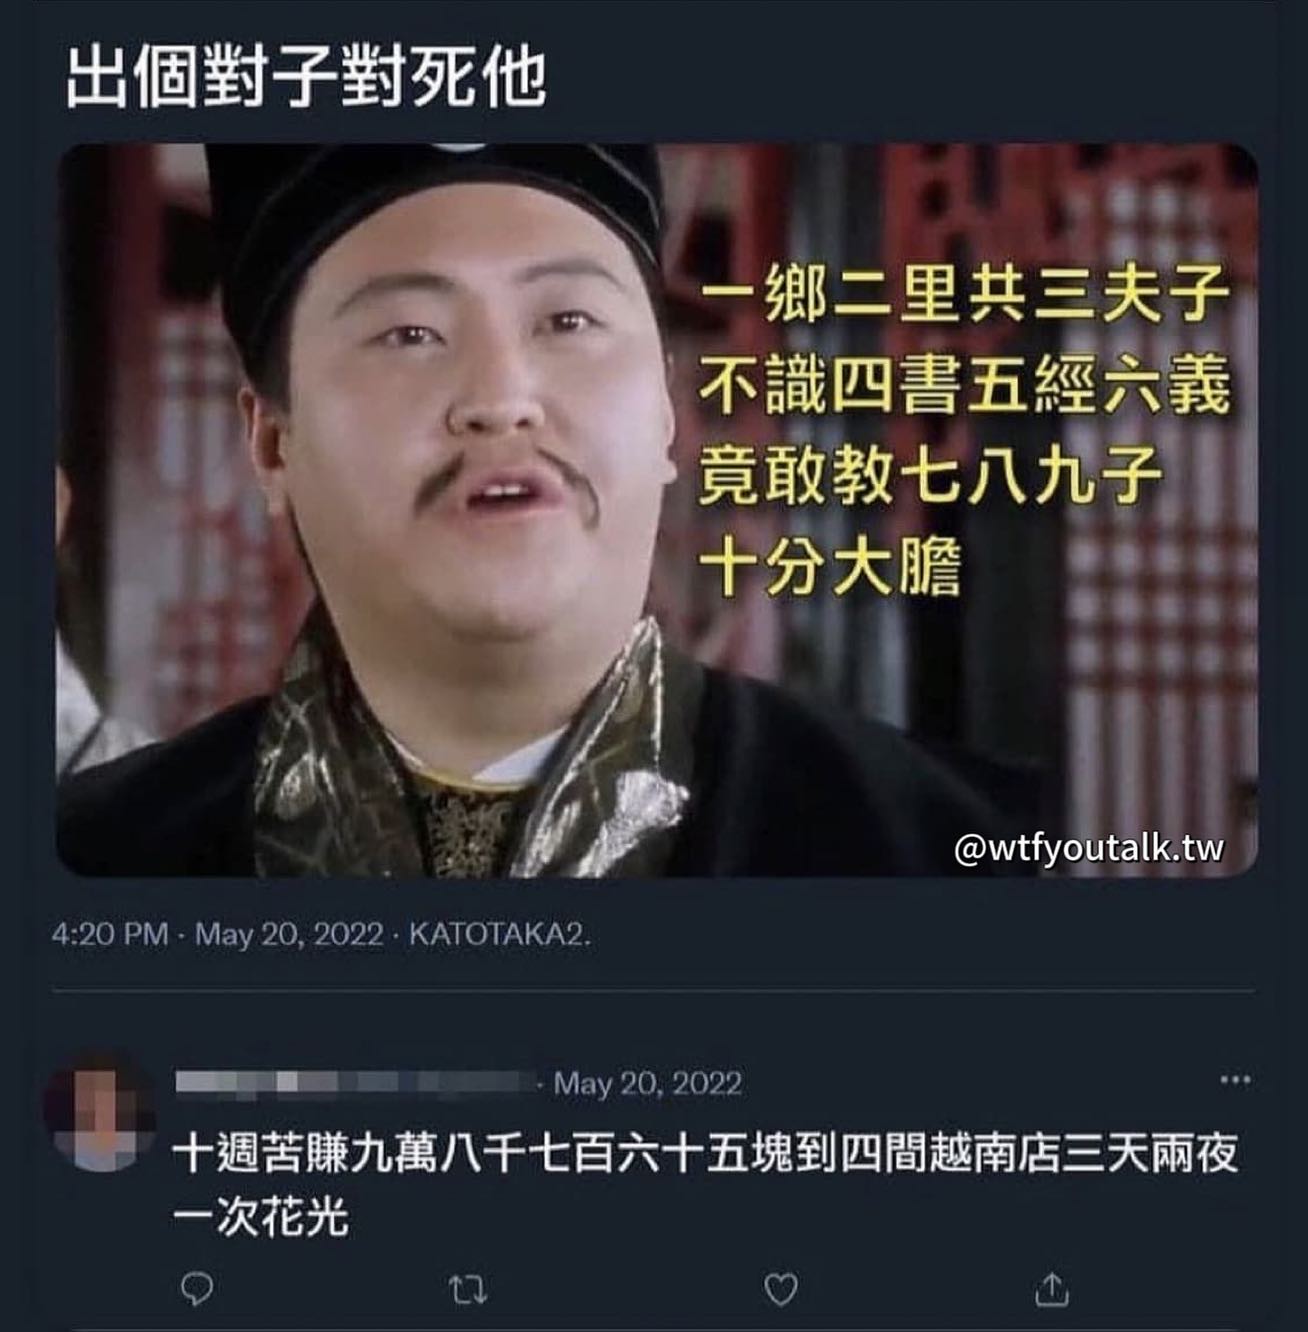 出個對子對死他
一鄉二里共三夫子
不識四書五經六義
竟敢教七八九子
十分大膽
@wtfyoutalk.tw
4:20 PM · May 20, 2022 · KATOTAKA2.
· May 20, 2022
十週苦賺九萬八千七百六十五塊到四間越南店三天兩夜
一次花光